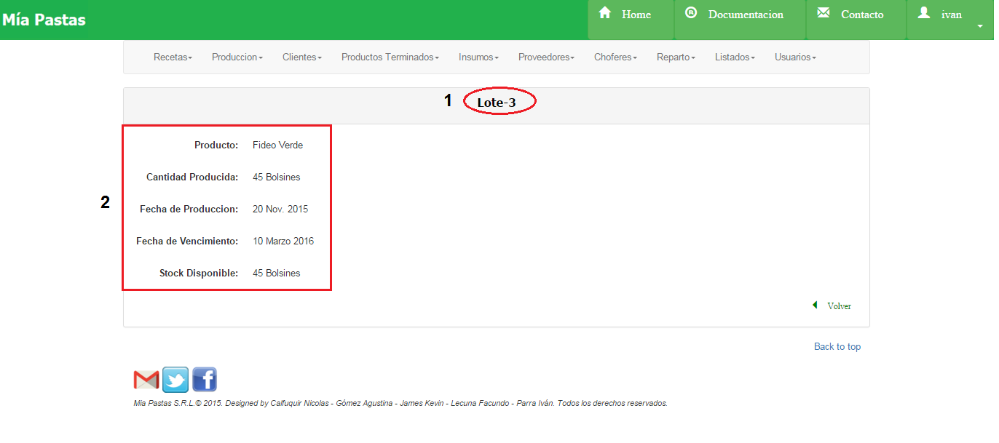 Mía Pastas
Home Documentacion Contacto ivan
Recetas Produccion Clientes Productos Terminados Insumos Proveedores Choferes Reparto Listados Usuarios
1 Lote-3
2
Producto: Fideo Verde
Cantidad Producida: 45 Bolsines
Fecha de Produccion: 20 Nov. 2015
Fecha de Vencimiento: 10 Marzo 2016
Stock Disponible: 45 Bolsines
Volver
Back to top
Mia Pastas S.R.L.© 2015. Designed by Calfuquir Nicolas - Gómez Agustina - James Kevin - Lecuna Facundo - Parra Iván. Todos los derechos reservados.